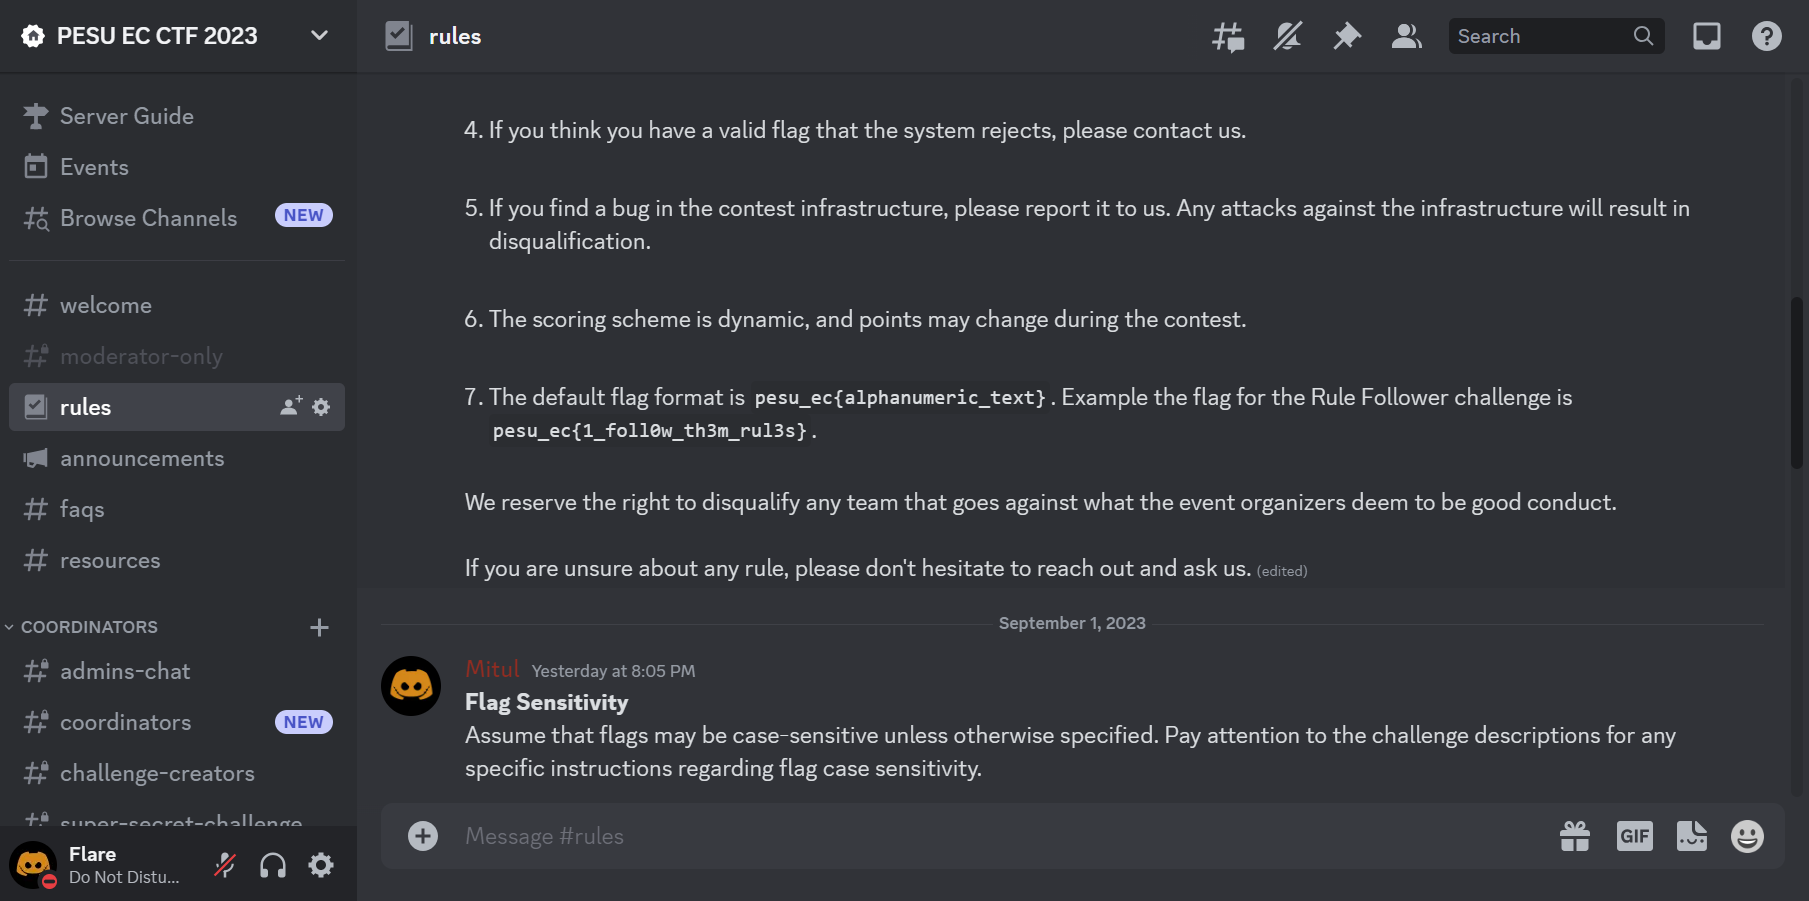 PESU EC CTF 2023
Server Guide
Events
Browse Channels NEW
welcome
moderator-only
rules
announcements
faqs
resources
COORDINATORS
admins-chat
coordinators NEW
challenge-creators
super-secret-challenge
Flare
Do Not Distu...
rules
Search
4. If you think you have a valid flag that the system rejects, please contact us.
5. If you find a bug in the contest infrastructure, please report it to us. Any attacks against the infrastructure will result in
disqualification.
6. The scoring scheme is dynamic, and points may change during the contest.
7. The default flag format is pesu_ec{alphanumeric_text}. Example the flag for the Rule Follower challenge is
pesu_ec{1_foll0w_th3m_rul3s}.
We reserve the right to disqualify any team that goes against what the event organizers deem to be good conduct.
If you are unsure about any rule, please don't hesitate to reach out and ask us. (edited)
September 1, 2023
Mitul Yesterday at 8:05 PM
Flag Sensitivity
Assume that flags may be case-sensitive unless otherwise specified. Pay attention to the challenge descriptions for any
specific instructions regarding flag case sensitivity.
Message #rules
GIF